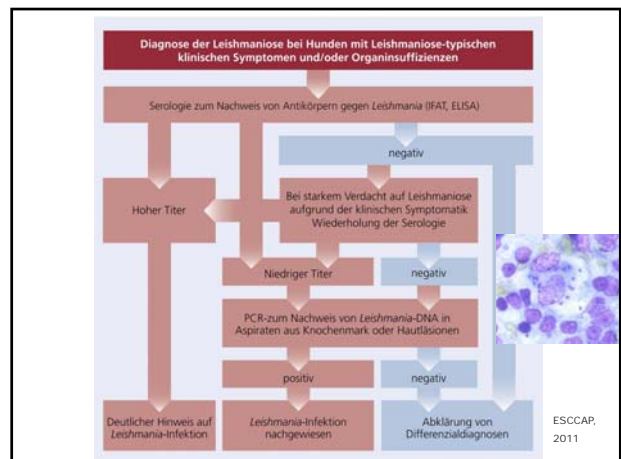 Diagnose der Leishmaniose bei Hunden mit Leishmaniose-typischen
klinischen Symptomen und/oder Organinsuffizienzen
Serologie zum Nachweis von Antikörpern gegen Leishmania (IFAT, ELISA)
negativ
Hoher Titer
Bei starkem Verdacht auf Leishmaniose
aufgrund der klinischen Symptomatik
Wiederholung der Serologie
Niedriger Titer
negativ
PCR-zum Nachweis von Leishmania-DNA in
Aspiraten aus Knochenmark oder Hautläsionen
positiv
negativ
Deutlicher Hinweis auf
Leishmania-Infektion
Leishmania-Infektion
nachgewiesen
Abklärung von
Differenzialdiagnosen
ESCCAP,
2011